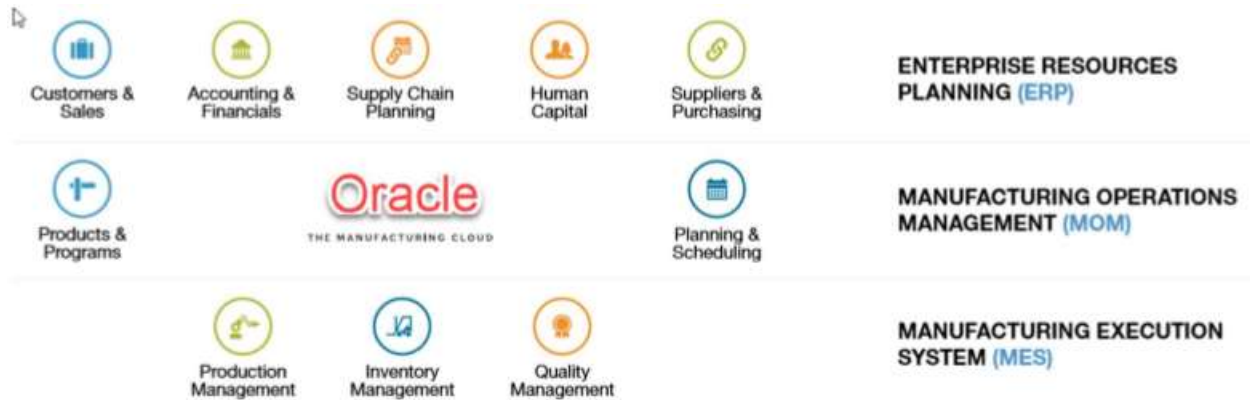 Customers &
Sales
Accounting &
Financials
Supply Chain
Planning
Human
Capital
Suppliers &
Purchasing
ENTERPRISE RESOURCES
PLANNING (ERP)
Products &
Programs
Oracle
THE MANUFACTURING CLOUD
Planning &
Scheduling
MANUFACTURING OPERATIONS
MANAGEMENT (MOM)
Production
Management
Inventory
Management
Quality
Management
MANUFACTURING EXECUTION
SYSTEM (MES)